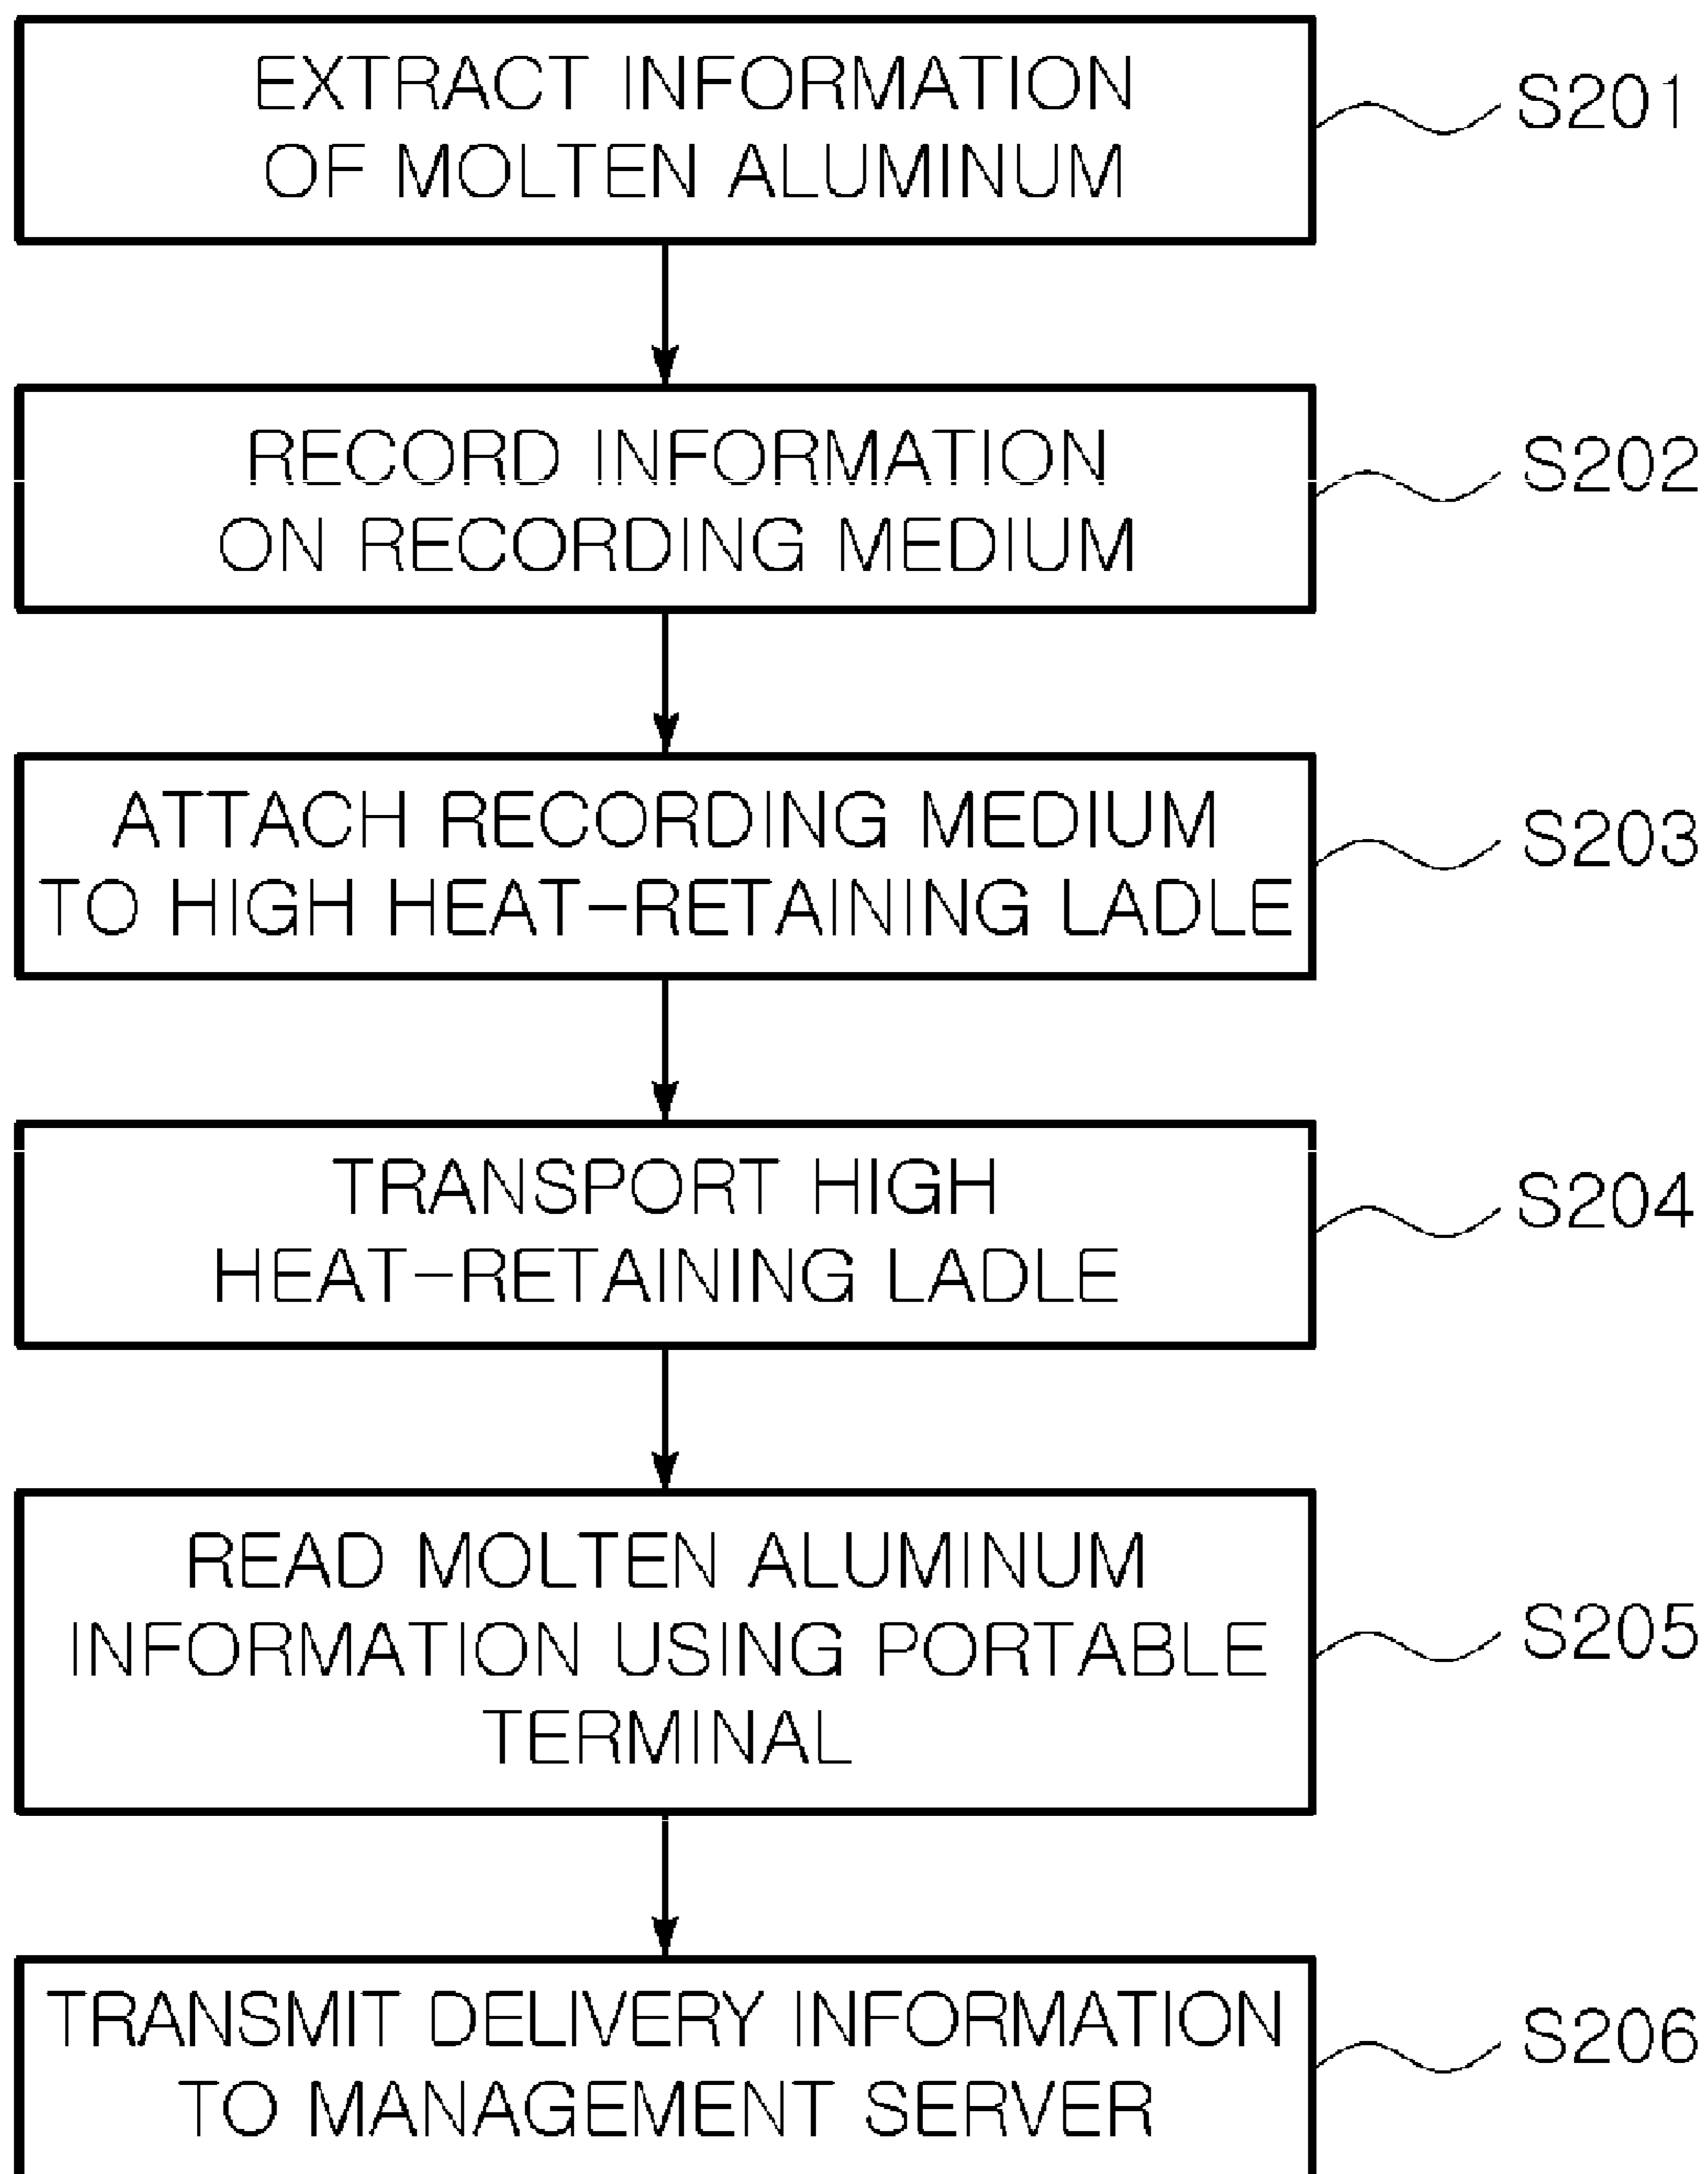 EXTRACT INFORMATION
OF MOLTEN ALUMINUM
S201
RECORD INFORMATION
ON RECORDING MEDIUM
S202
ATTACH RECORDING MEDIUM
TO HIGH HEAT-RETAINING LADLE
S203
TRANSPORT HIGH
HEAT-RETAINING LADLE
S204
READ MOLTEN ALUMINUM
INFORMATION USING PORTABLE
TERMINAL
S205
TRANSMIT DELIVERY INFORMATION
TO MANAGEMENT SERVER
S206